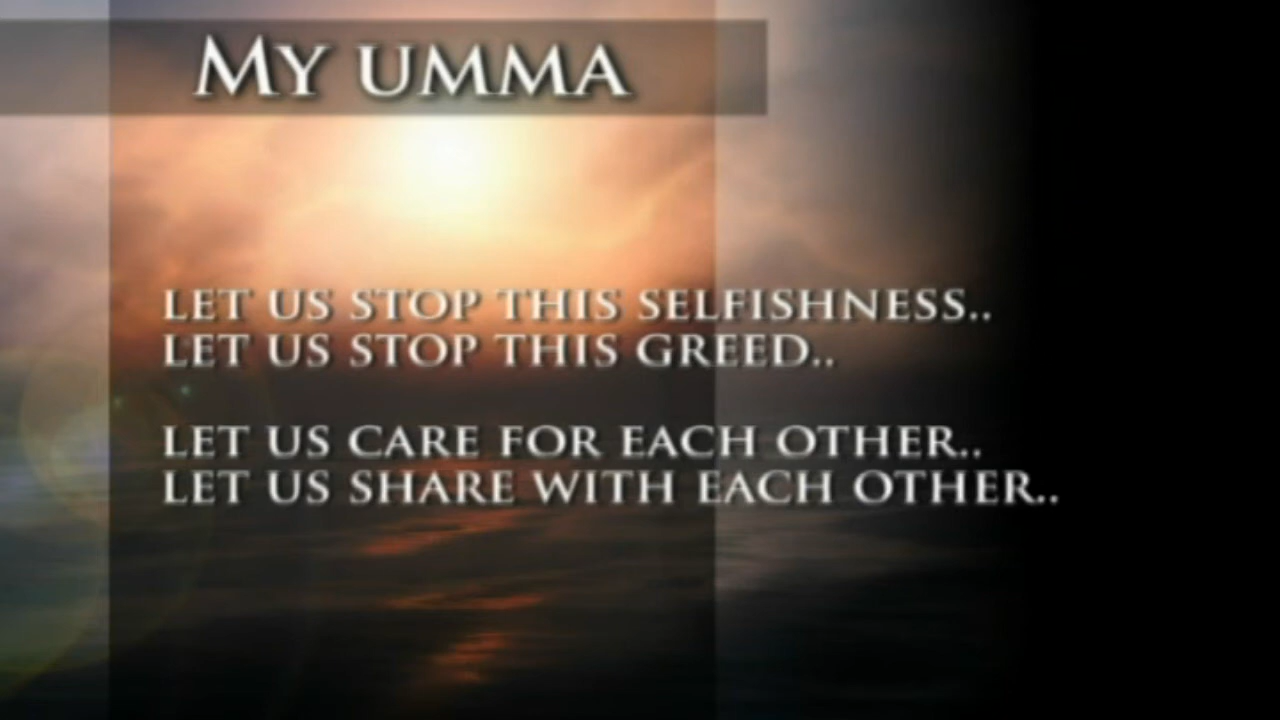 My umma
LET US STOP THIS SELFISHNESS..
LET US STOP THIS GREED..
LET US CARE FOR EACH OTHER..
LET US SHARE WITH EACH OTHER..